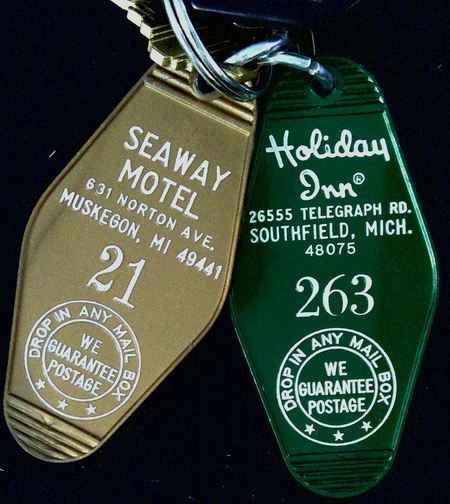 SEAWAY
MOTEL
631 NORTON AVE.
MUSKEGON, MI 49441
21
DROP IN ANY MAIL BOX
WE
GUARANTEE
POSTAGE
Holiday
Inn®
26555 TELEGRAPH RD.
SOUTHFIELD, MICH.
48075
263
DROP IN ANY MAIL BOX
WE
GUARANTEE
POSTAGE